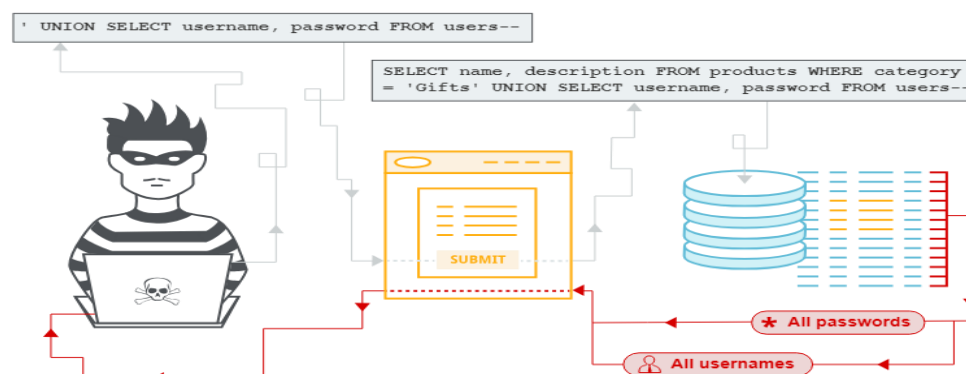 ' UNION SELECT username, password FROM users--
SELECT name, description FROM products WHERE category
= 'Gifts' UNION SELECT username, password FROM users--
SUBMIT
* All passwords
All usernames